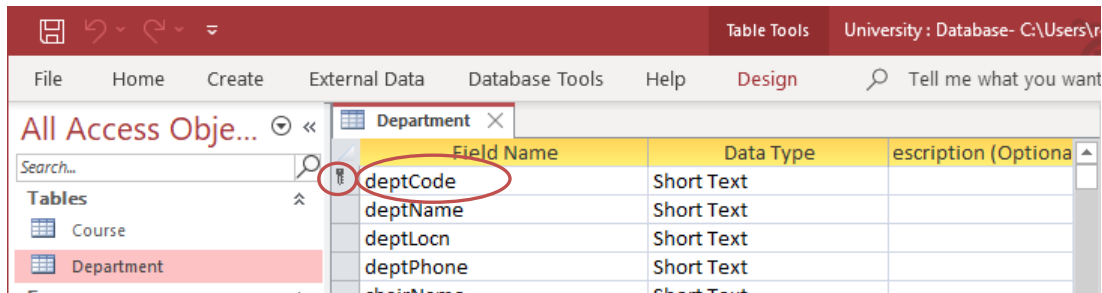 Table Tools University : Database- C:\Users\r
File Home Create External Data Database Tools Help Design Tell me what you want
All Access Obje... « Department
Search...
Field Name Data Type escription (Optiona
deptCode Short Text
Tables
deptName Short Text
Course
deptLocn Short Text
Department
deptPhone Short Text